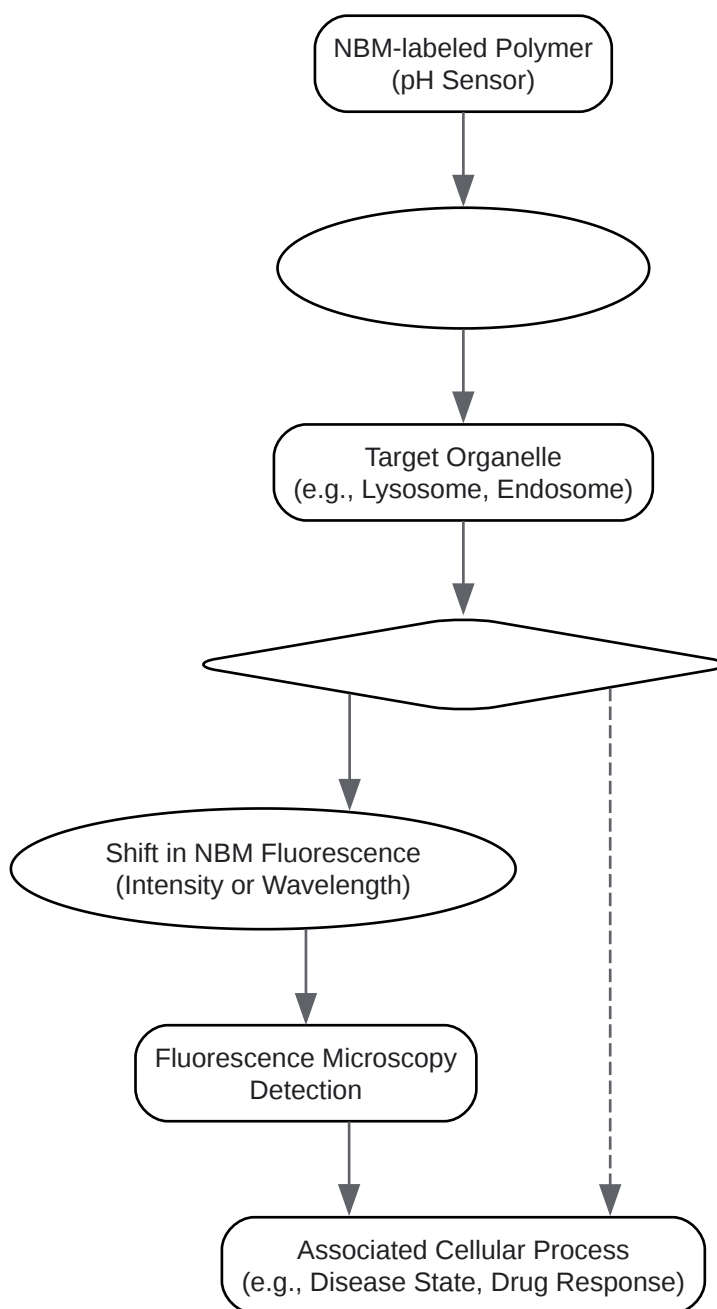 NBM-labeled Polymer
(pH Sensor)
Target Organelle
(e.g., Lysosome, Endosome)
Shift in NBM Fluorescence
(Intensity or Wavelength)
Fluorescence Microscopy
Detection
Associated Cellular Process
(e.g., Disease State, Drug Response)